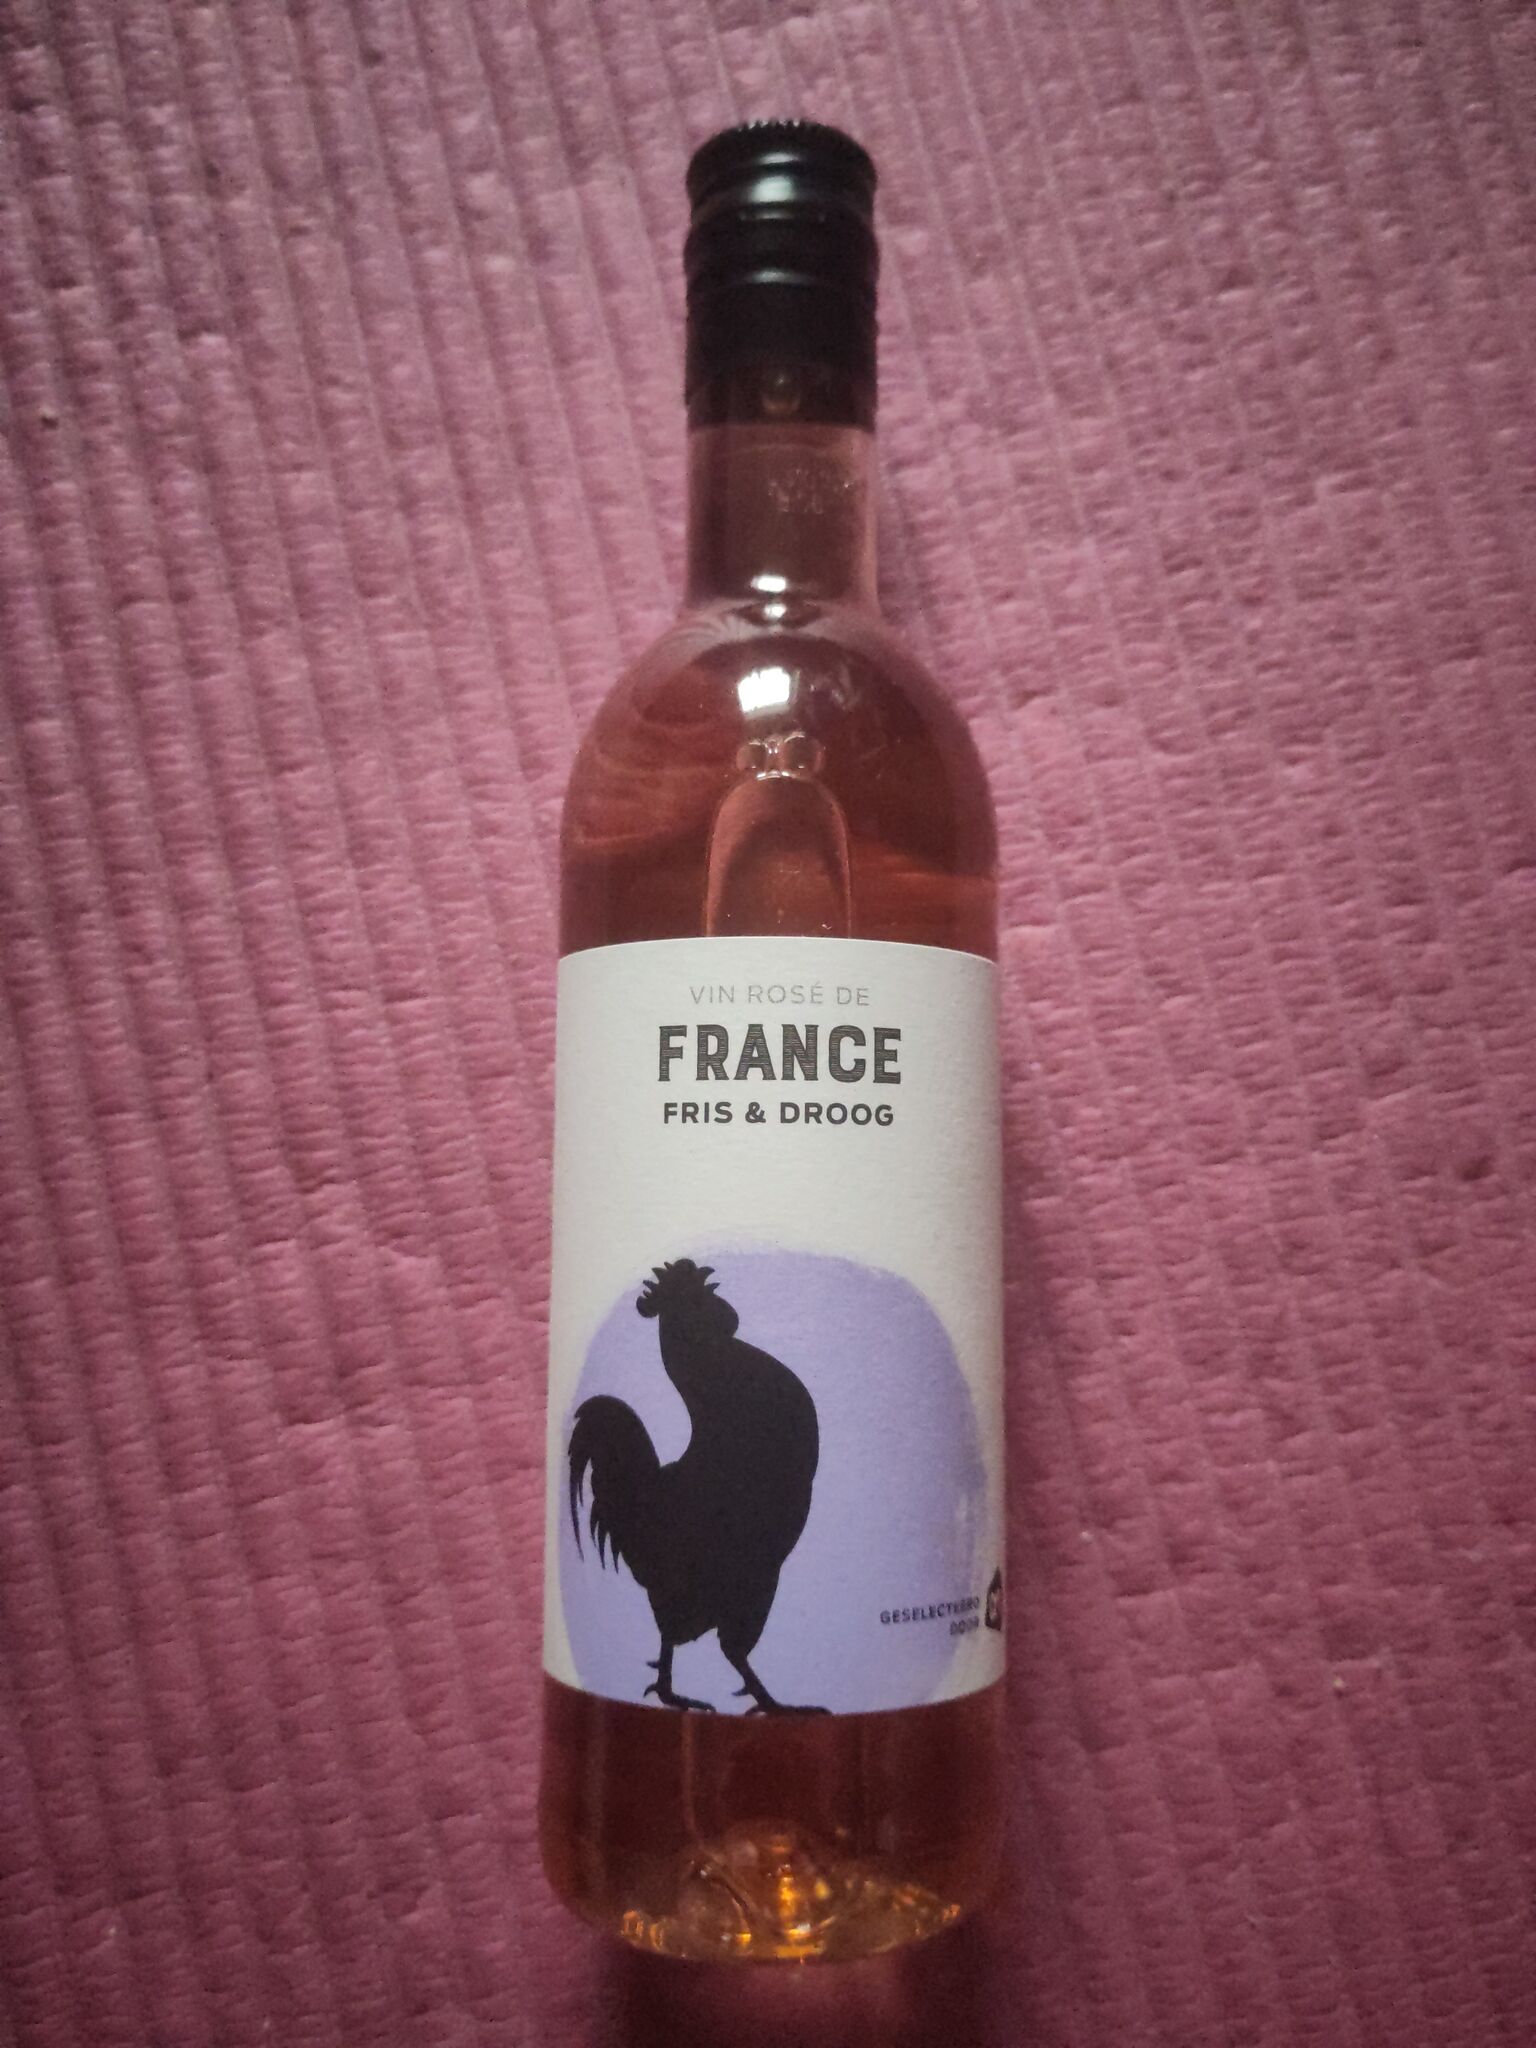 VIN ROSÉ DE
FRANCE
FRIS & DROOG
GESELECTEERD
DOOR